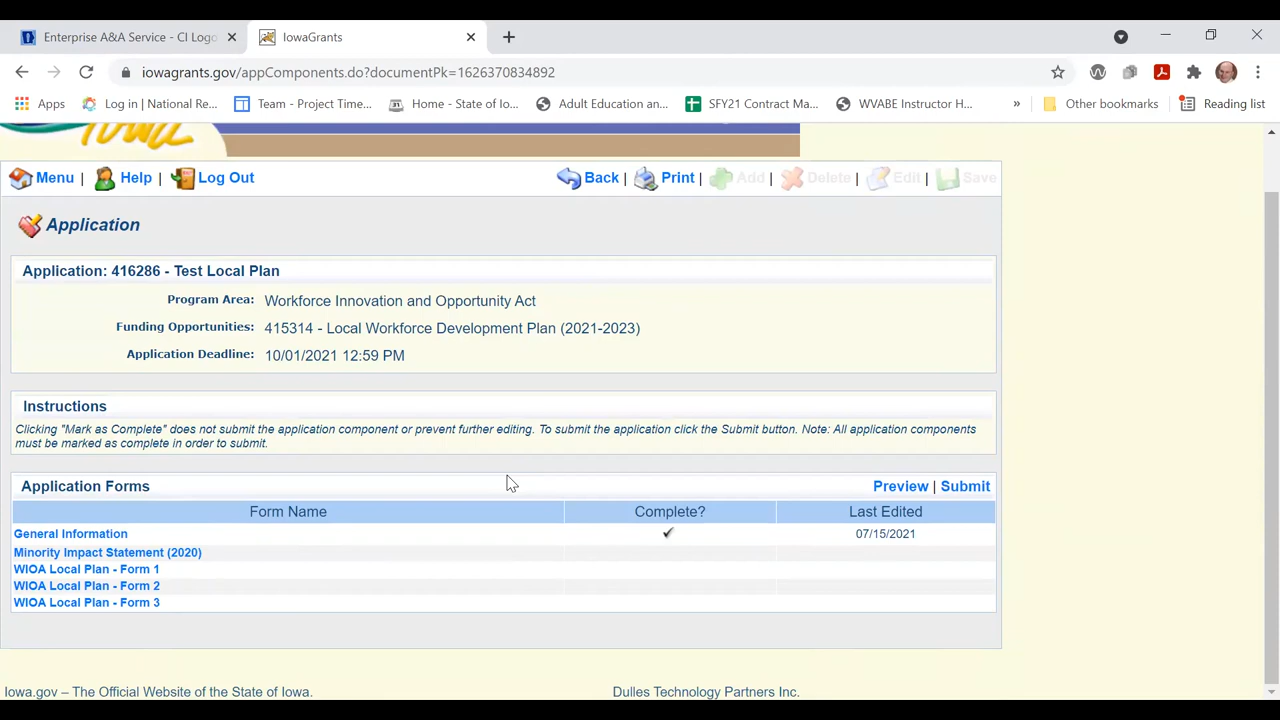 Enterprise A&A Service - CI Logo
IowaGrants
iowagrants.gov/appComponents.do?documentPk=1626370834892
Apps
Log in | National Re...
Team - Project Time...
Home - State of Io...
Adult Education an...
SFY21 Contract Ma...
WVABE Instructor H...
»
Other bookmarks
Reading list
Iowa
Menu | Help | Log Out
Back | Print | Add | Delete | Edit | Save
Application
Application: 416286 - Test Local Plan
Program Area: Workforce Innovation and Opportunity Act
Funding Opportunities: 415314 - Local Workforce Development Plan (2021-2023)
Application Deadline: 10/01/2021 12:59 PM
Instructions
Clicking "Mark as Complete" does not submit the application component or prevent further editing. To submit the application click the Submit button. Note: All application components
must be marked as complete in order to submit.
Application Forms
Preview | Submit
Form Name Complete? Last Edited
General Information ✔ 07/15/2021
Minority Impact Statement (2020)
WIOA Local Plan - Form 1
WIOA Local Plan - Form 2
WIOA Local Plan - Form 3
Iowa.gov – The Official Website of the State of Iowa.
Dulles Technology Partners Inc.